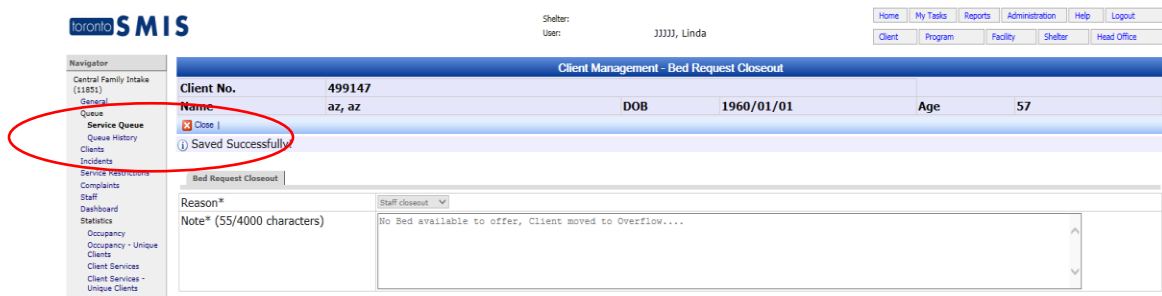 toronto SMIS
Shelter:
User: JJJJJ, Linda
Home My Tasks Reports Administration Help Logout
Client Program Facility Shelter Head Office
Navigator
Central Family Intake
(11851)
General
Queue
Service Queue
Queue History
Clients
Incidents
Service Restrictions
Complaints
Staff
Dashboard
Statistics
Occupancy
Occupancy - Unique
Clients
Client Services
Client Services -
Unique Clients
Client Management - Bed Request Closeout
Client No. 499147
Name az, az DOB 1960/01/01 Age 57
Close |
Saved Successfully!
Bed Request Closeout
Reason* Staff closeout
Note* (55/4000 characters) No Bed available to offer, Client moved to Overflow....